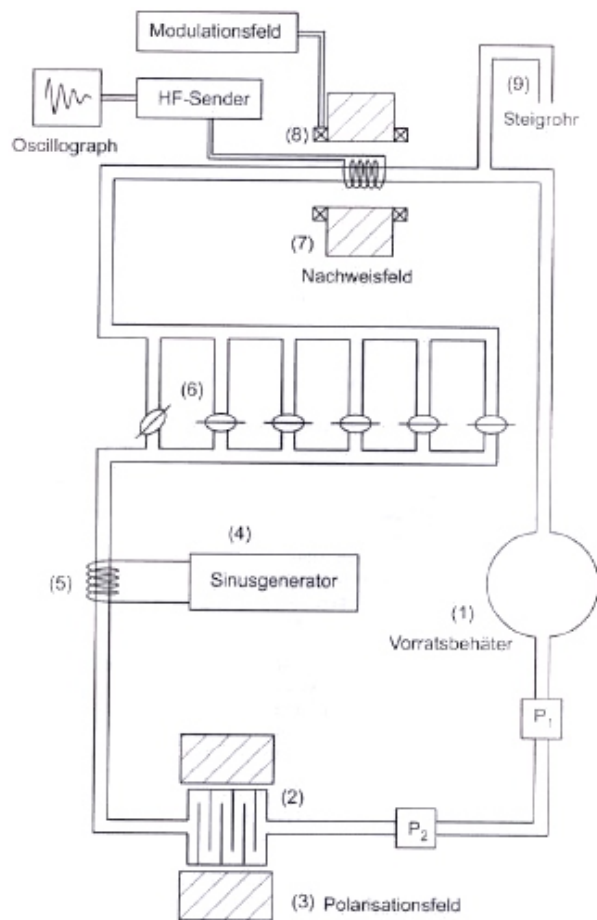 Modulationsfeld
HF-Sender
Oscillograph
(8)
(9)
Steigrohr
(7)
Nachweisfeld
(6)
(4)
(5)
Sinusgenerator
(1)
Vorratsbehäter
P1
(2)
P2
(3) Polarisationsfeld